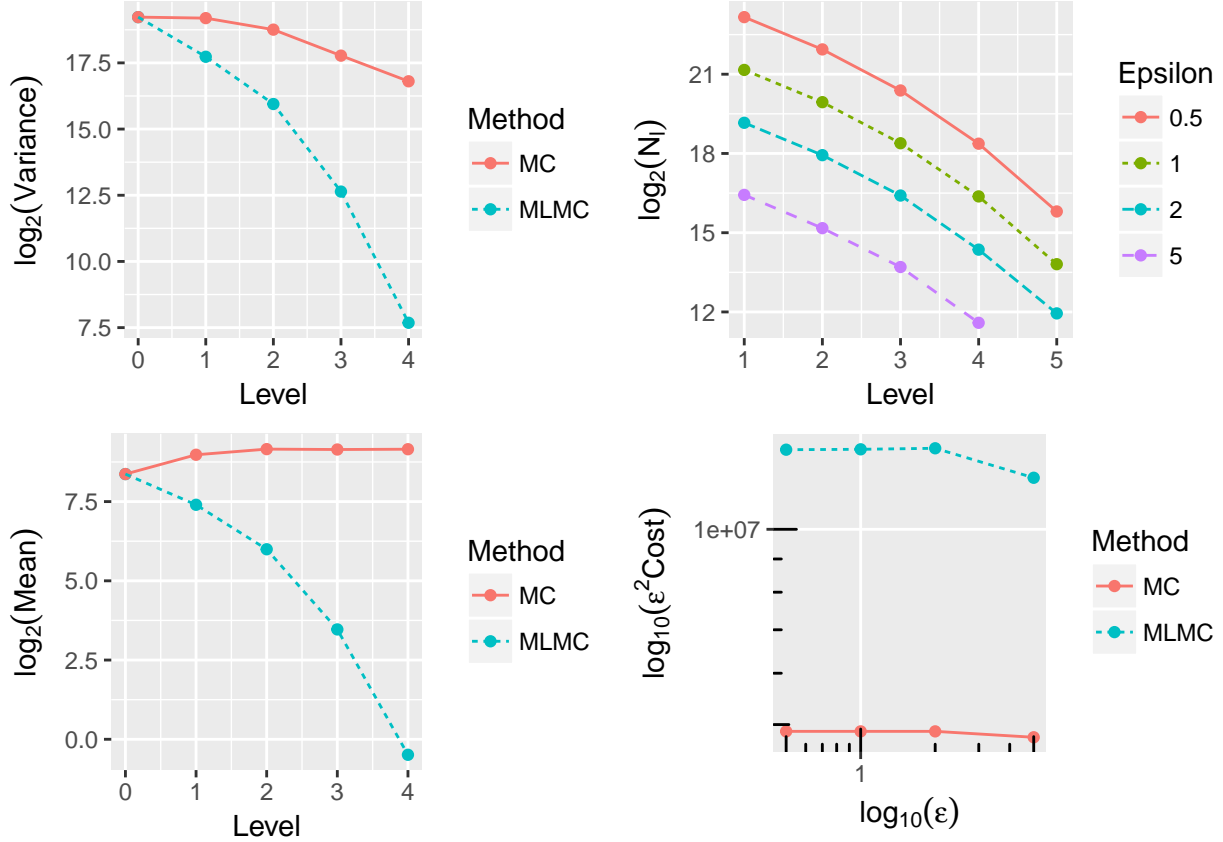 log₂(Variance)
17.5
15.0
12.5
10.0
7.5
0 1 2 3 4
Level
Method
MC
MLMC
log₂(Nₗ)
21
18
15
12
1 2 3 4 5
Level
Epsilon
0.5
1
2
5
log₂(Mean)
7.5
5.0
2.5
0.0
0 1 2 3 4
Level
Method
MC
MLMC
log₁₀(ε²Cost)
1e+07
1
log₁₀(ε)
Method
MC
MLMC